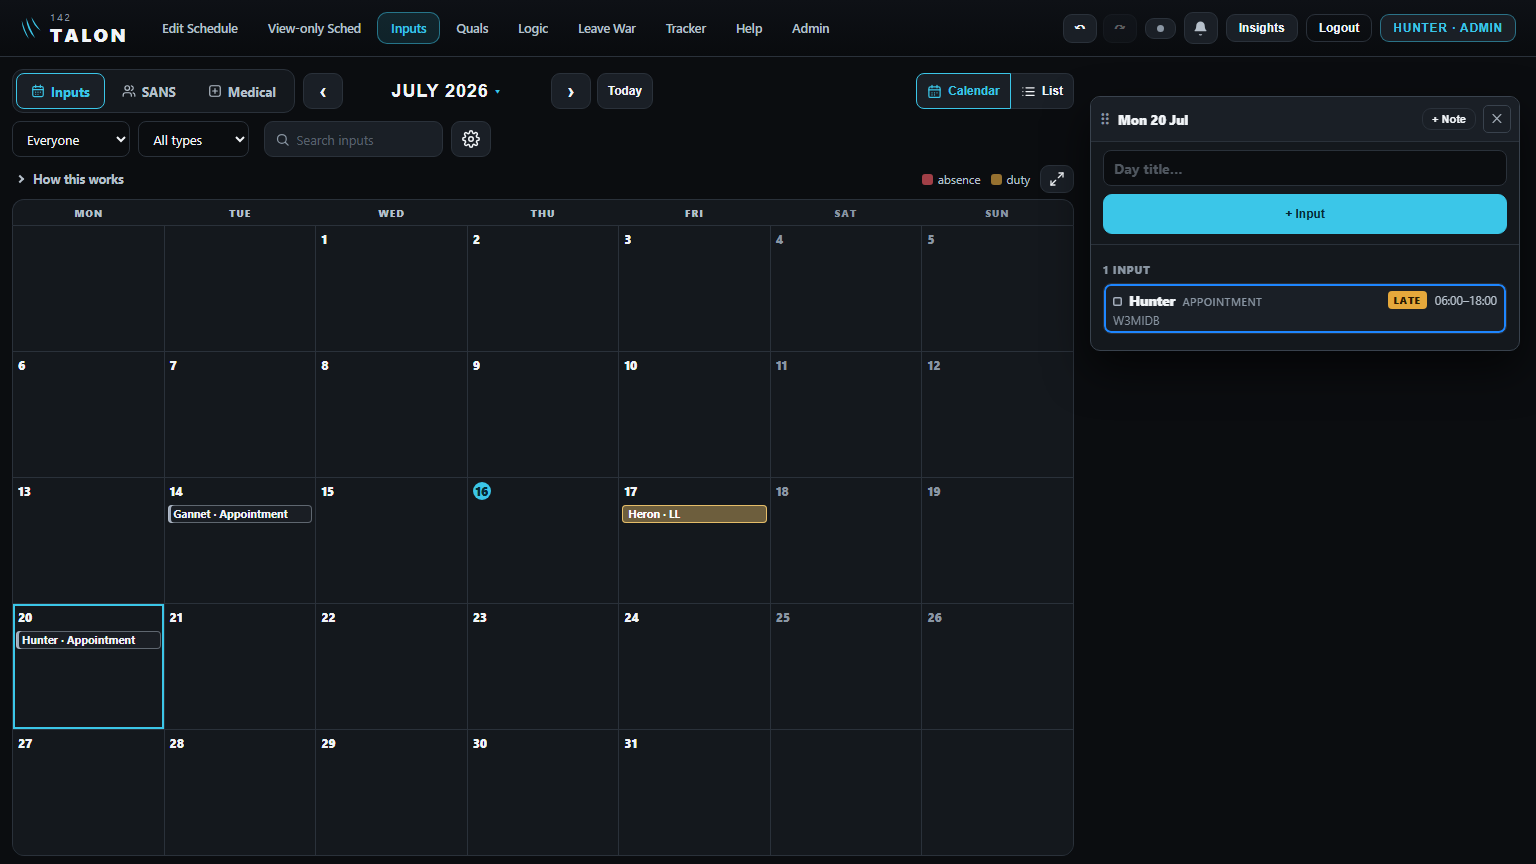 142
TALON
Edit Schedule
View-only Sched
Inputs
Quals
Logic
Leave War
Tracker
Help
Admin
Insights
Logout
HUNTER · ADMIN
Inputs
SANS
Medical
‹
JULY 2026
›
Today
Calendar
List
Everyone
All types
Search inputs
How this works
absence
duty
MON TUE WED THU FRI SAT SUN
1 2 3 4 5
6 7 8 9 10 11 12
13 14 15 16 17 18 19
Gannet · Appointment
Heron · LL
20 21 22 23 24 25 26
Hunter · Appointment
27 28 29 30 31
Mon 20 Jul
+ Note
Day title...
+ Input
1 INPUT
Hunter APPOINTMENT LATE 06:00–18:00
W3MIDB